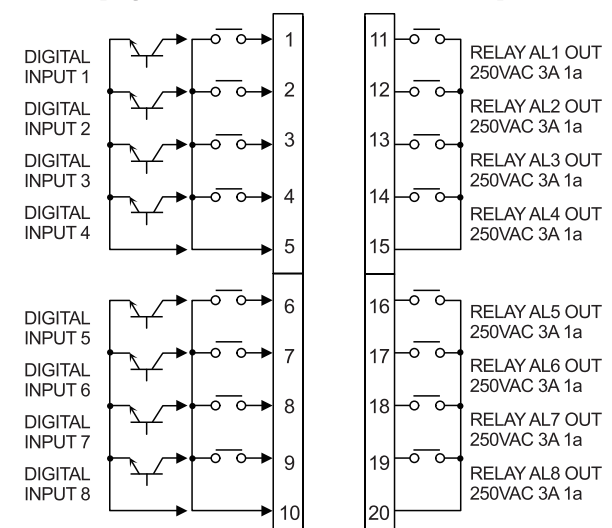 DIGITAL
INPUT 1
DIGITAL
INPUT 2
DIGITAL
INPUT 3
DIGITAL
INPUT 4
1
2
3
4
5
11
12
13
14
15
RELAY AL1 OUT
250VAC 3A 1a
RELAY AL2 OUT
250VAC 3A 1a
RELAY AL3 OUT
250VAC 3A 1a
RELAY AL4 OUT
250VAC 3A 1a
DIGITAL
INPUT 5
DIGITAL
INPUT 6
DIGITAL
INPUT 7
DIGITAL
INPUT 8
6
7
8
9
10
16
17
18
19
20
RELAY AL5 OUT
250VAC 3A 1a
RELAY AL6 OUT
250VAC 3A 1a
RELAY AL7 OUT
250VAC 3A 1a
RELAY AL8 OUT
250VAC 3A 1a